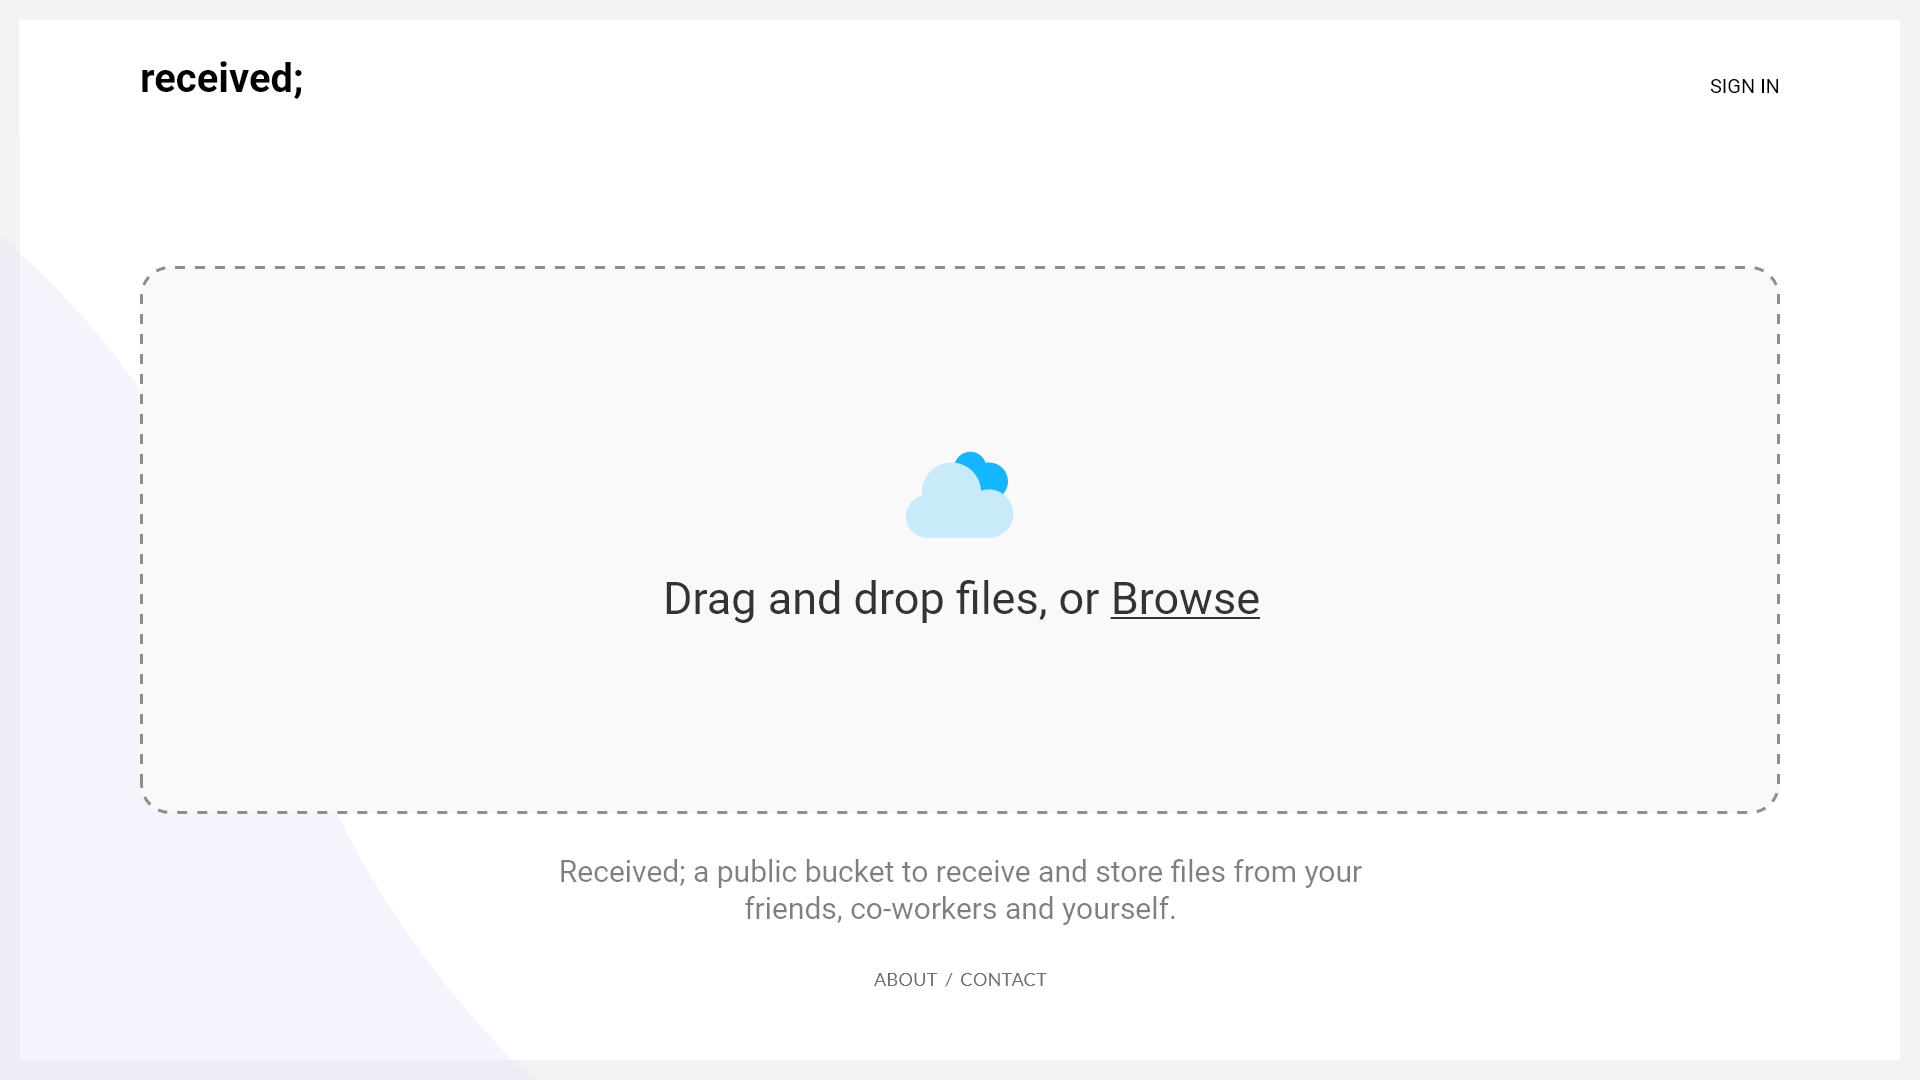 received;
SIGN IN
Drag and drop files, or Browse
Received; a public bucket to receive and store files from your
friends, co-workers and yourself.
ABOUT / CONTACT